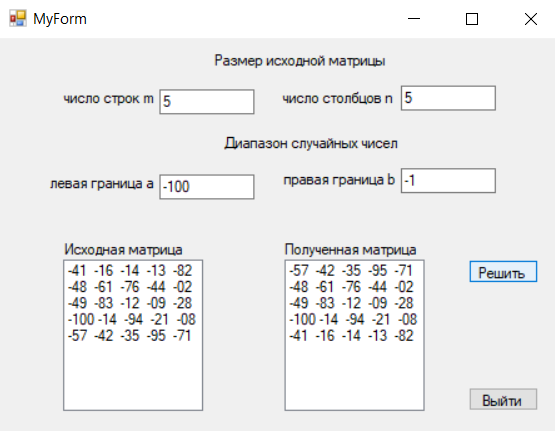 MyForm
Размер исходной матрицы
число строк m 5 число столбцов n 5
Диапазон случайных чисел
левая граница a -100 правая граница b -1
Исходная матрица
-41 -16 -14 -13 -82
-48 -61 -76 -44 -02
-49 -83 -12 -09 -28
-100 -14 -94 -21 -08
-57 -42 -35 -95 -71
Полученная матрица
-57 -42 -35 -95 -71
-48 -61 -76 -44 -02
-49 -83 -12 -09 -28
-100 -14 -94 -21 -08
-41 -16 -14 -13 -82
Решить
Выйти